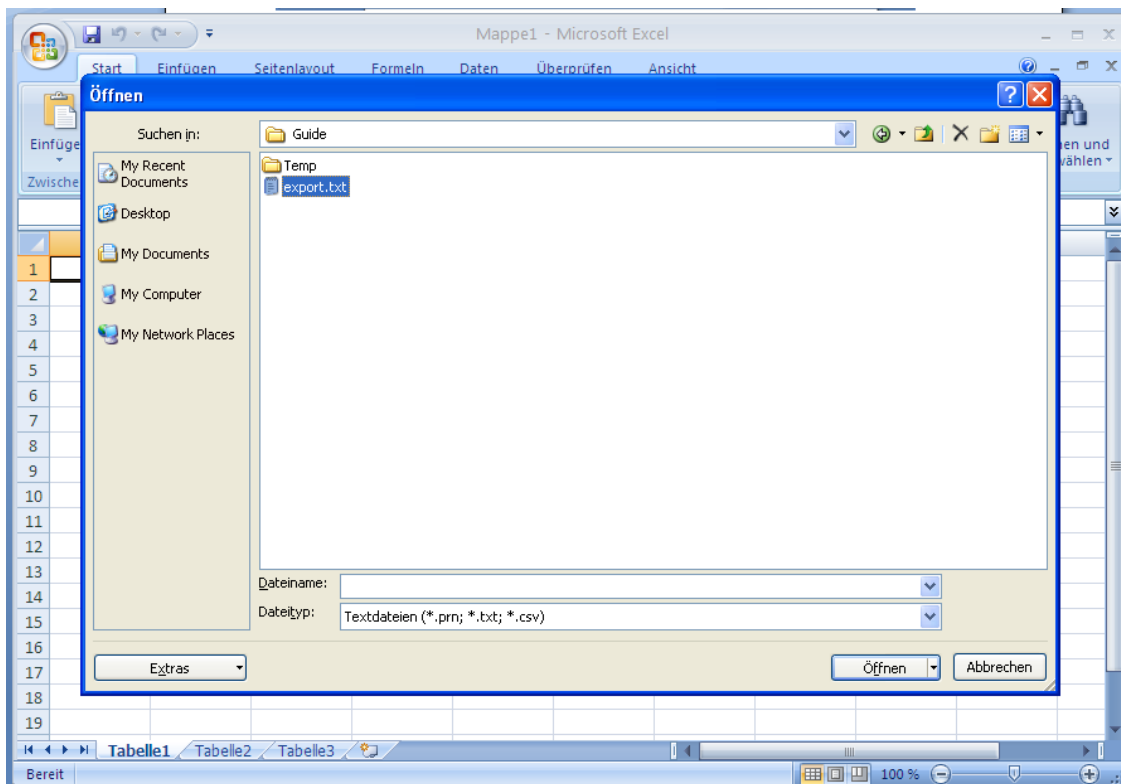 Mappe1 - Microsoft Excel
Start Einfügen Seitenlayout Formeln Daten Überprüfen Ansicht
Öffnen
Suchen in: Guide
My Recent Documents
Desktop
My Documents
My Computer
My Network Places
Temp
export.txt
Einfüge
Zwische
en und
wählen
1
2
3
4
5
6
7
8
9
10
11
12
13
14
15
16
17
18
19
Dateiname:
Dateityp: Textdateien (*.prn; *.txt; *.csv)
Extras Öffnen Abbrechen
Tabelle1 Tabelle2 Tabelle3
Bereit 100 %